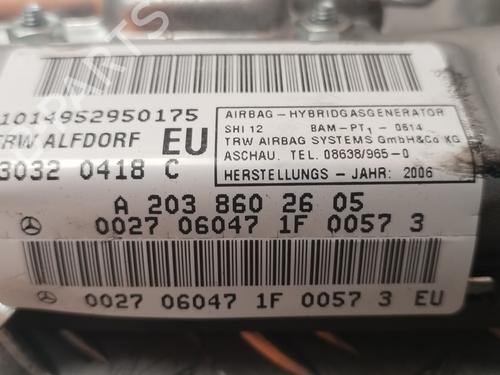 1014952950175
TRW ALFDORF EU
30320418 C
AIRBAG – HYBRIDGASGENERATOR
SHI 12 BAM-PT1 - 0614
TRW AIRBAG SYSTEMS GmbH&Co KG
ASCHAU. TEL. 08638/965-0
HERSTELLUNGS - JAHR: 2006
A 203 860 26 05
0027 06047 1F 0057 3
0027 06047 1F 0057 3 EU